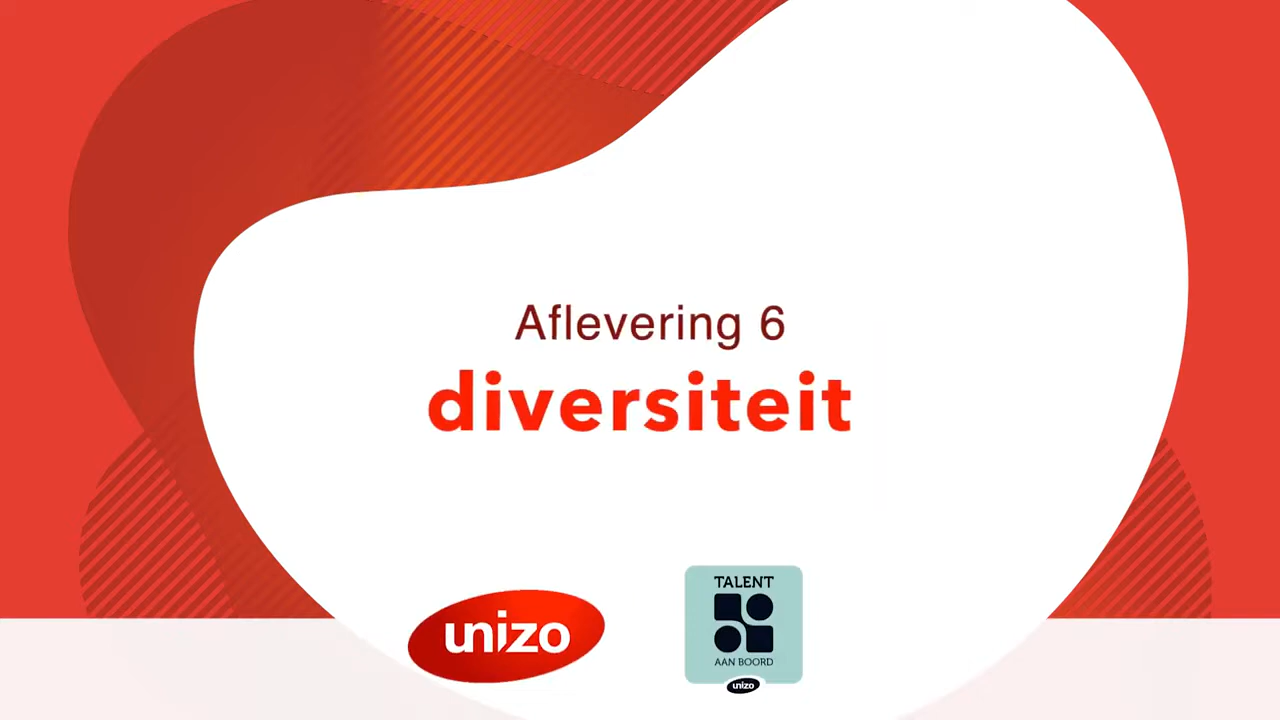 Aflevering 6
diversiteit
unizo
TALENT
AAN BOORD
unizo